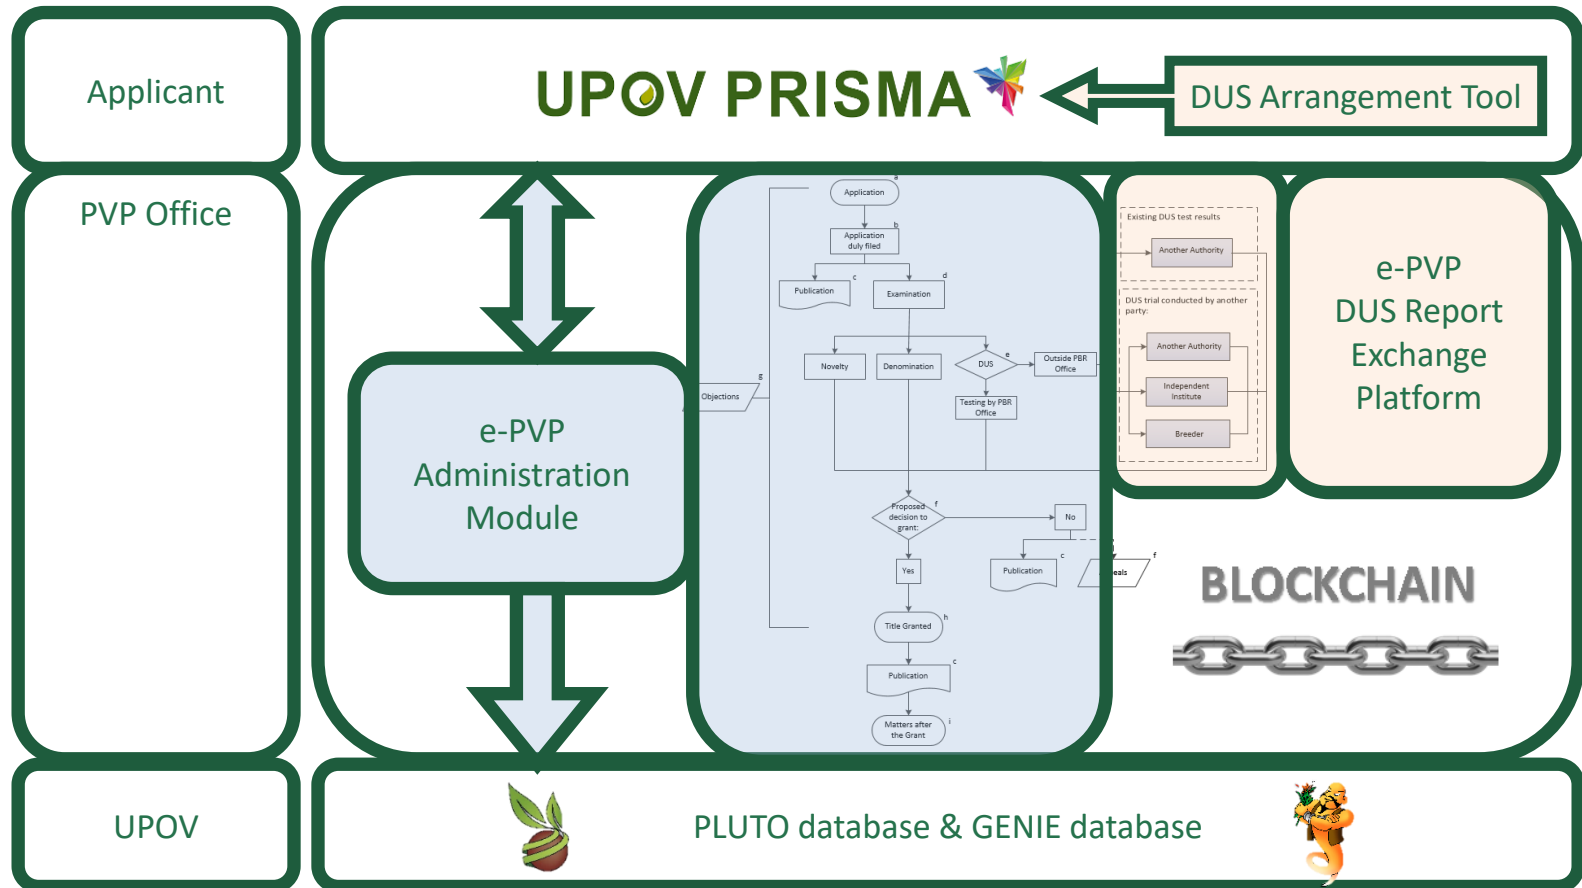 Applicant
UPOV PRISMA
DUS Arrangement Tool
PVP Office
e-PVP
Administration
Module
a
Application
b
Application
duly filed
c
Publication
d
Examination
Novelty
Denomination
e
DUS
Outside PBR
Office
Testing by PBR
Office
g
Objections
f
Proposed
decision to
grant:
No
Yes
c
Publication
f
h
Title Granted
c
Publication
i
Matters after
the Grant
Existing DUS test results
Another Authority
DUS trial conducted by another
party:
Another Authority
Independent
Institute
Breeder
e-PVP
DUS Report
Exchange
Platform
BLOCKCHAIN
UPOV
PLUTO database & GENIE database